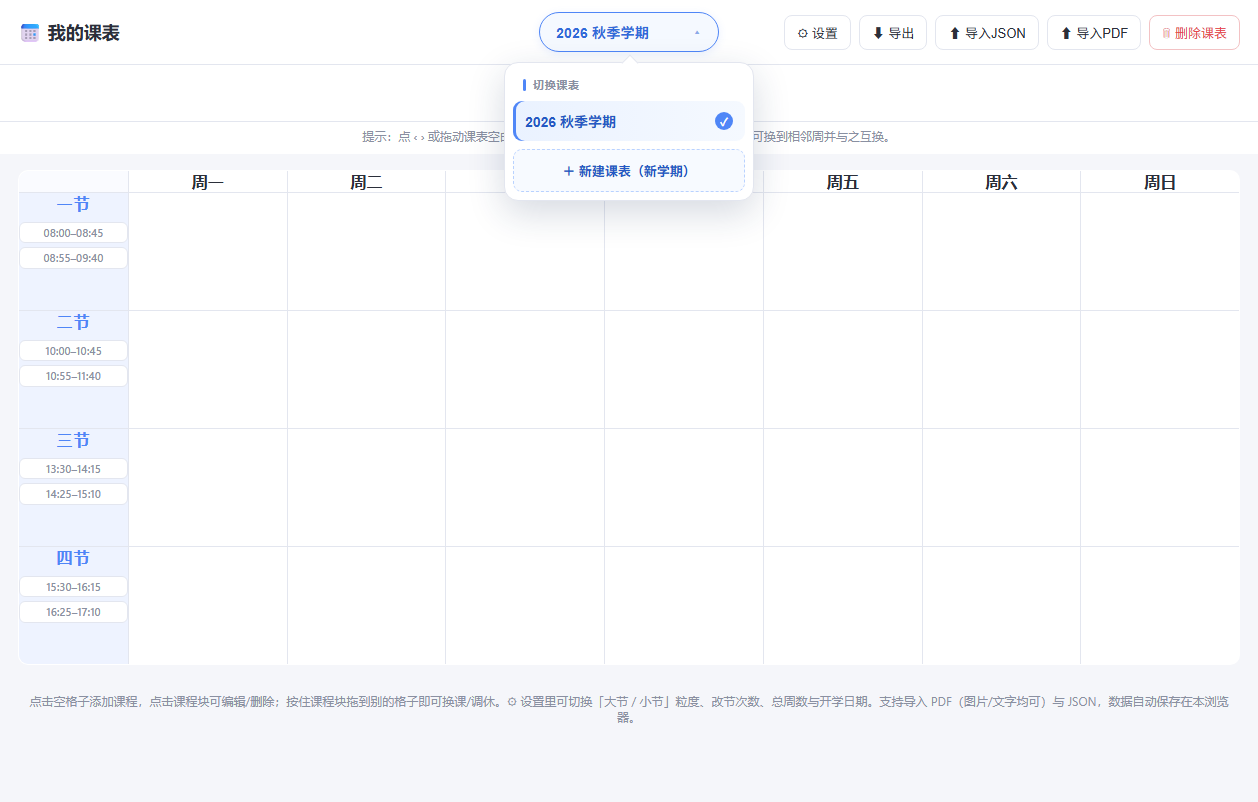 我的课表
2026 秋季学期
设置
导出
导入JSON
导入PDF
删除课表
切换课表
2026 秋季学期
+ 新建课表（新学期）
提示：点 ‹ › 或拖动课表空
可换到相邻周并与之互换。
周一
周二
周五
周六
周日
一节
08:00–08:45
08:55–09:40
二节
10:00–10:45
10:55–11:40
三节
13:30–14:15
14:25–15:10
四节
15:30–16:15
16:25–17:10
点击空格子添加课程，点击课程块可编辑/删除；按住课程块拖到别的格子即可换课/调休。⚙ 设置里可切换「大节 / 小节」粒度、改节次数、总周数与开学日期。支持导入 PDF（图片/文字均可）与 JSON，数据自动保存在本浏览
器。